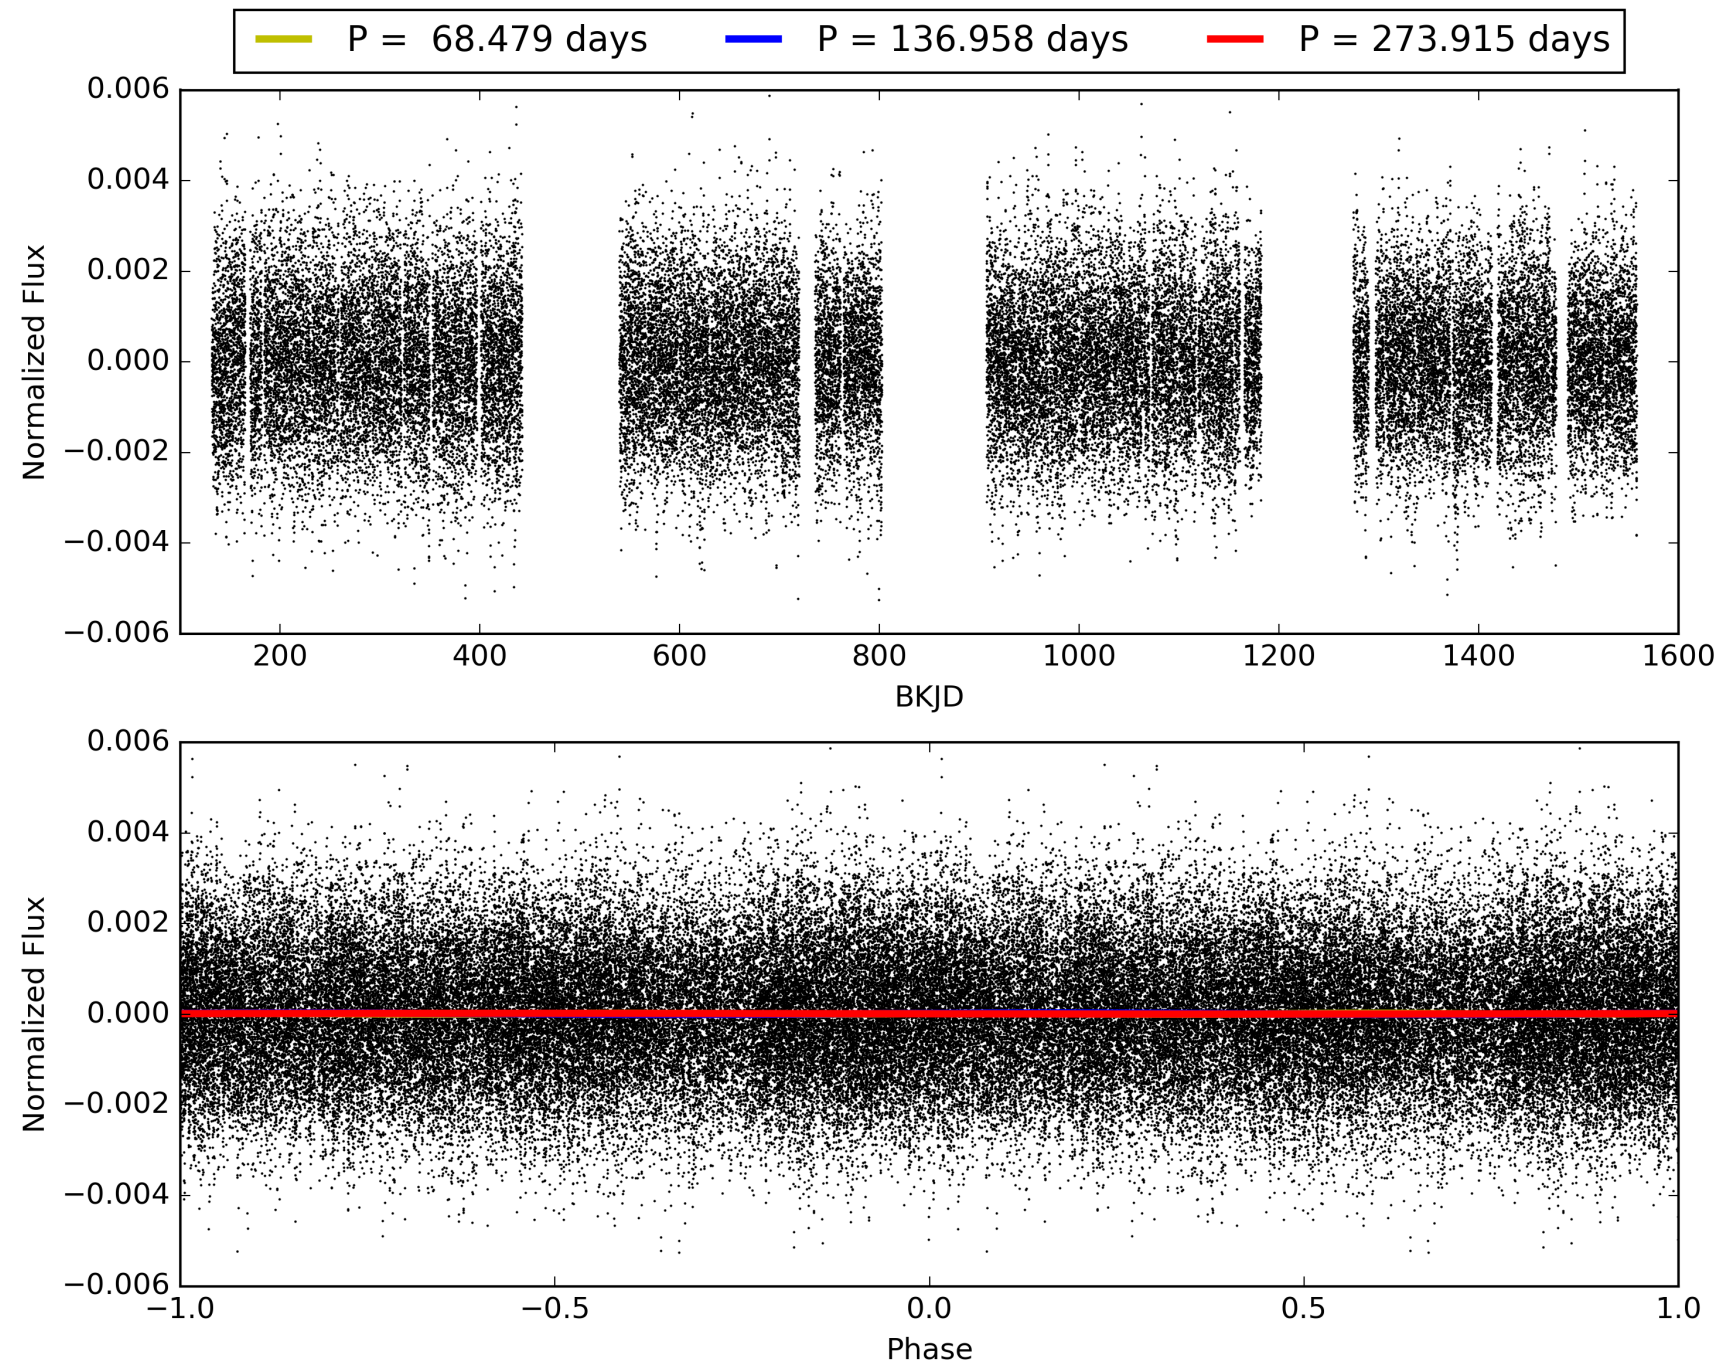 P = 68.479 days P = 136.958 days P = 273.915 days
0.006
0.004
0.002
0.000
−0.002
−0.004
−0.006
Normalized Flux
200 400 600 800 1000 1200 1400 1600
BKJD
0.006
0.004
0.002
0.000
−0.002
−0.004
−0.006
Normalized Flux
−1.0 −0.5 0.0 0.5 1.0
Phase